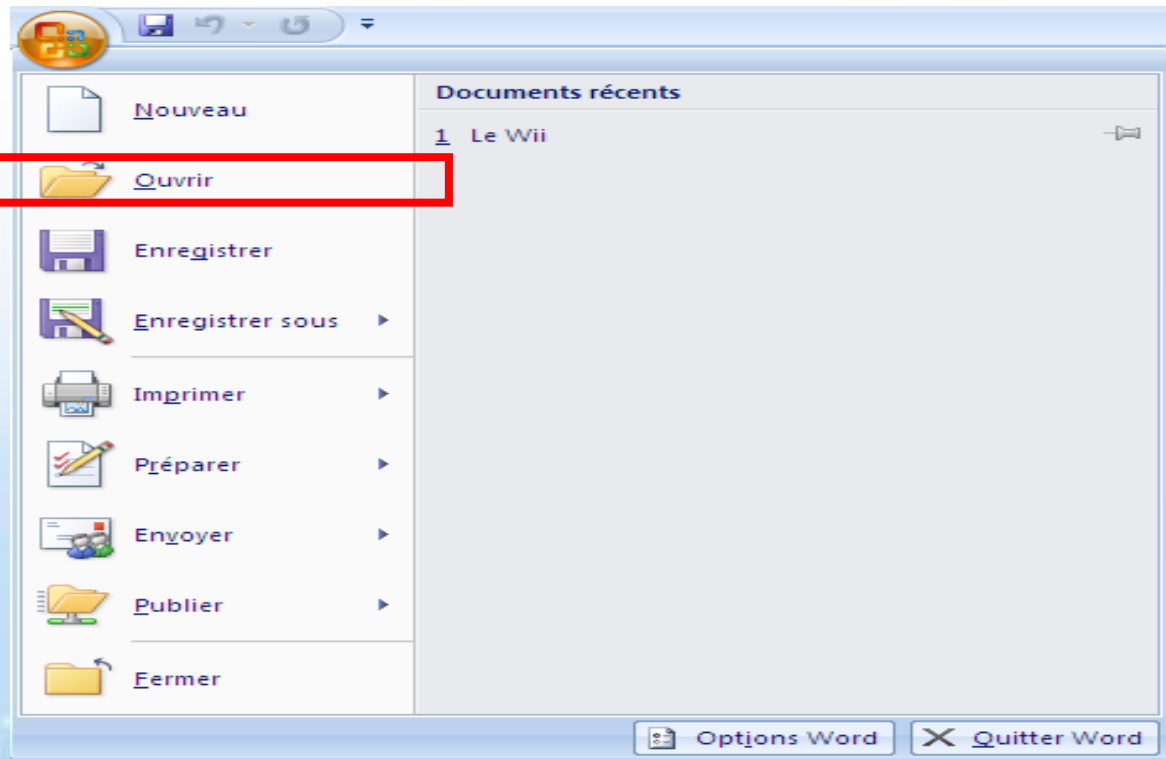 Nouveau
Ouvrir
Enregistrer
Enregistrer sous
Imprimer
Préparer
Envoyer
Publier
Fermer
Documents récents
1 Le Wii
Options Word
Quitter Word